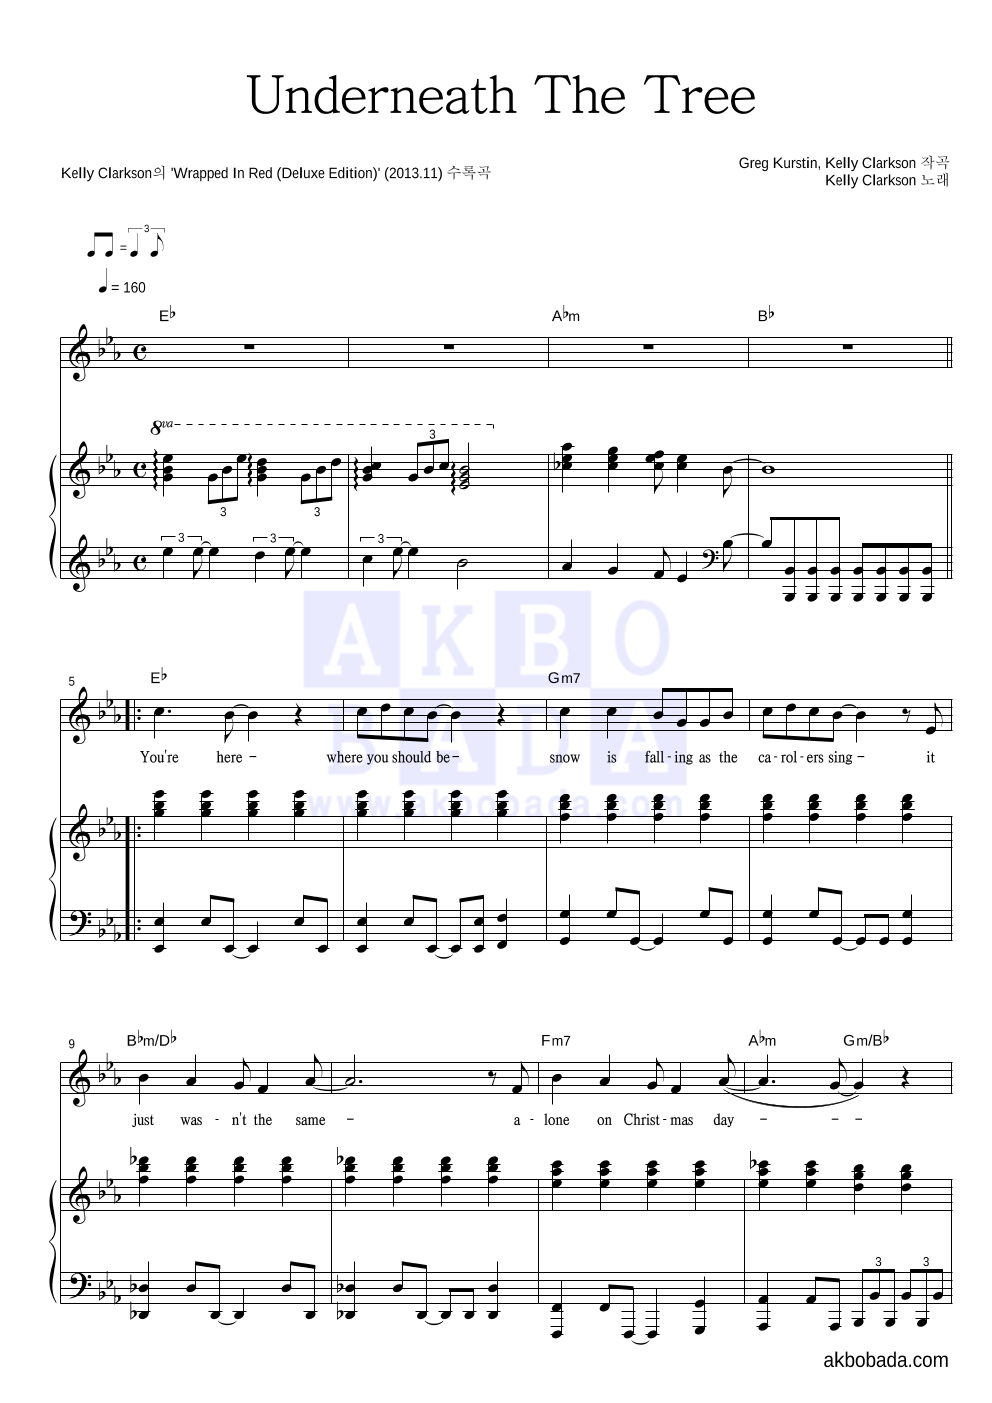 Underneath The Tree
Kelly Clarkson의 'Wrapped In Red (Deluxe Edition)' (2013.11) 수록곡
Greg Kurstin, Kelly Clarkson 작곡
Kelly Clarkson 노래
3
=
= 160
E♭ A♭m B♭
8va
3
3 3
3 3 3
AKBO
BADA
www.akbobada.com
5
E♭ Gm7
You're here – where you should be– snow is fall-ing as the ca-rol-ers sing – it
9
B♭m/D♭ Fm7 A♭m Gm/B♭
just was - n't the same – a - lone on Christ-mas day – – –
3 3
akbobada.com